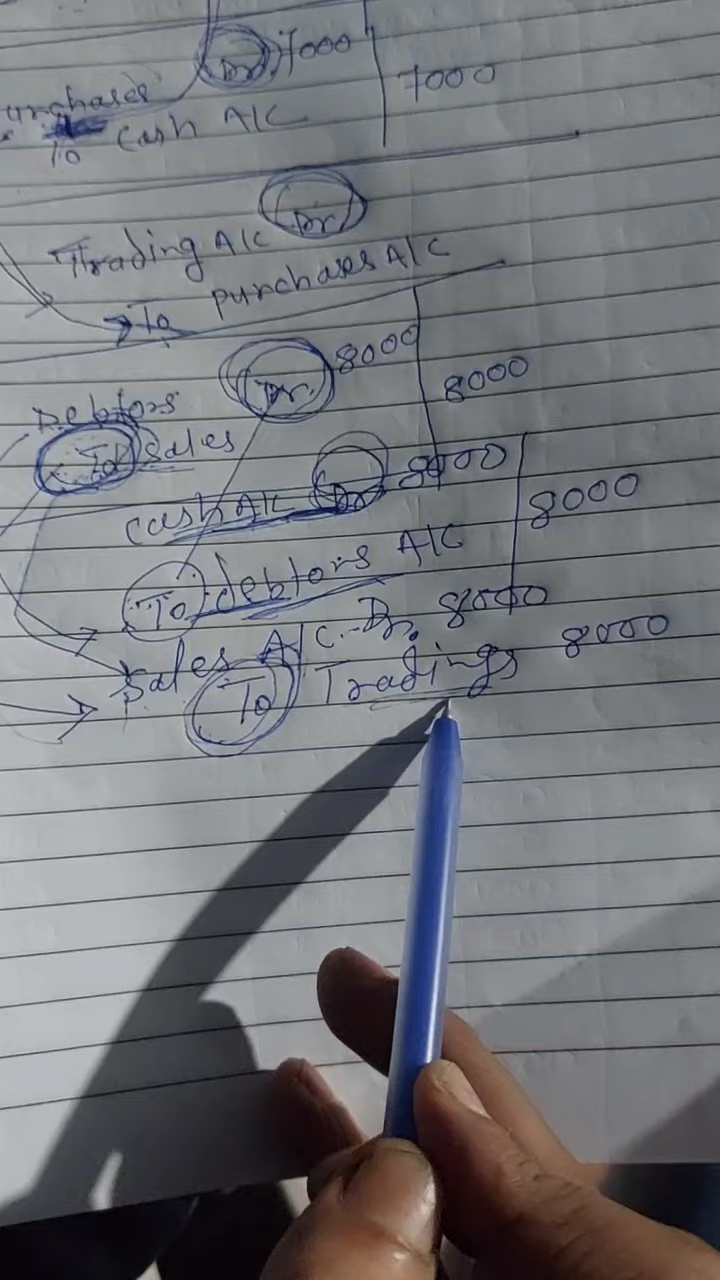 Dr. 7000
Purchases 7000
To Cash A/C
Trading A/C Dr.
To purchases A/C
Debtors Dr. 8000
To Sales 8000
Cash A/C Dr 8000
To debtors A/C 8000
Sales A/C. Dr. 8000
To Tradings 8000